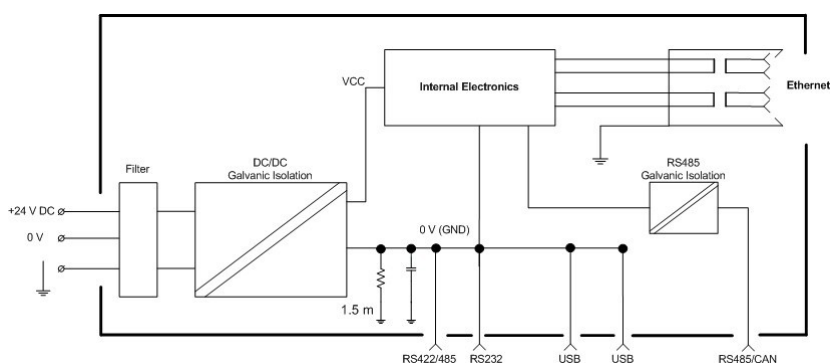 VCC
Internal Electronics
Ethernet
Filter
DC/DC
Galvanic Isolation
RS485
Galvanic Isolation
+24 V DC
0 V
0 V (GND)
1.5 m
RS422/485
RS232
USB
USB
RS485/CAN